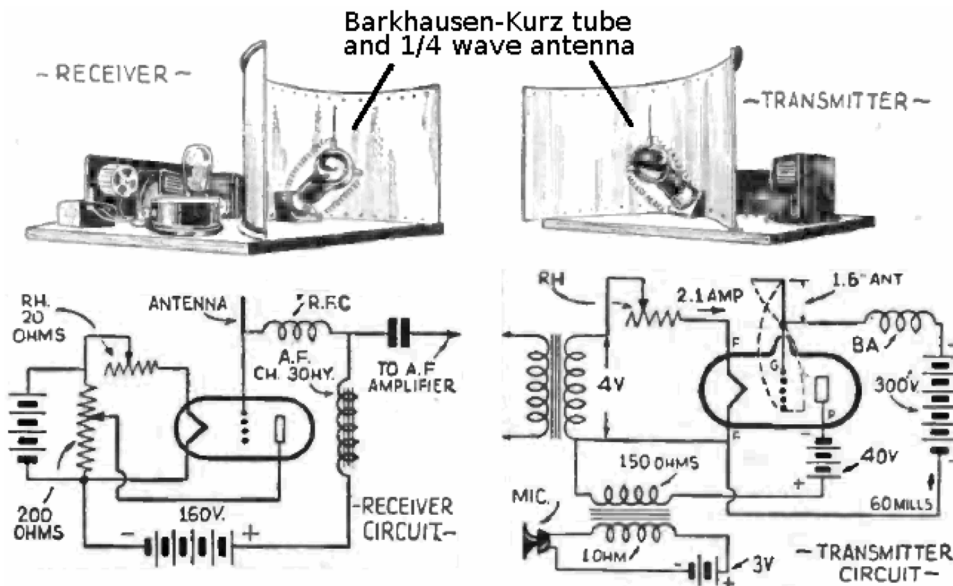 Barkhausen-Kurz tube
and 1/4 wave antenna
~RECEIVER~
~TRANSMITTER~
RH.
20
OHMS
ANTENNA
R.F.C
A.F.
CH. 30HY.
TO A.F
AMPLIFIER
200
OHMS
160V.
- +
-RECEIVER
CIRCUIT-
RH
2.1 AMP
1.6" ANT
F
G
P
F
BA
4V
300V
-
+
40V
-
+
60 MILLS
150 OHMS
MIC.
1 OHM
3V
- +
~TRANSMITTER
CIRCUIT~